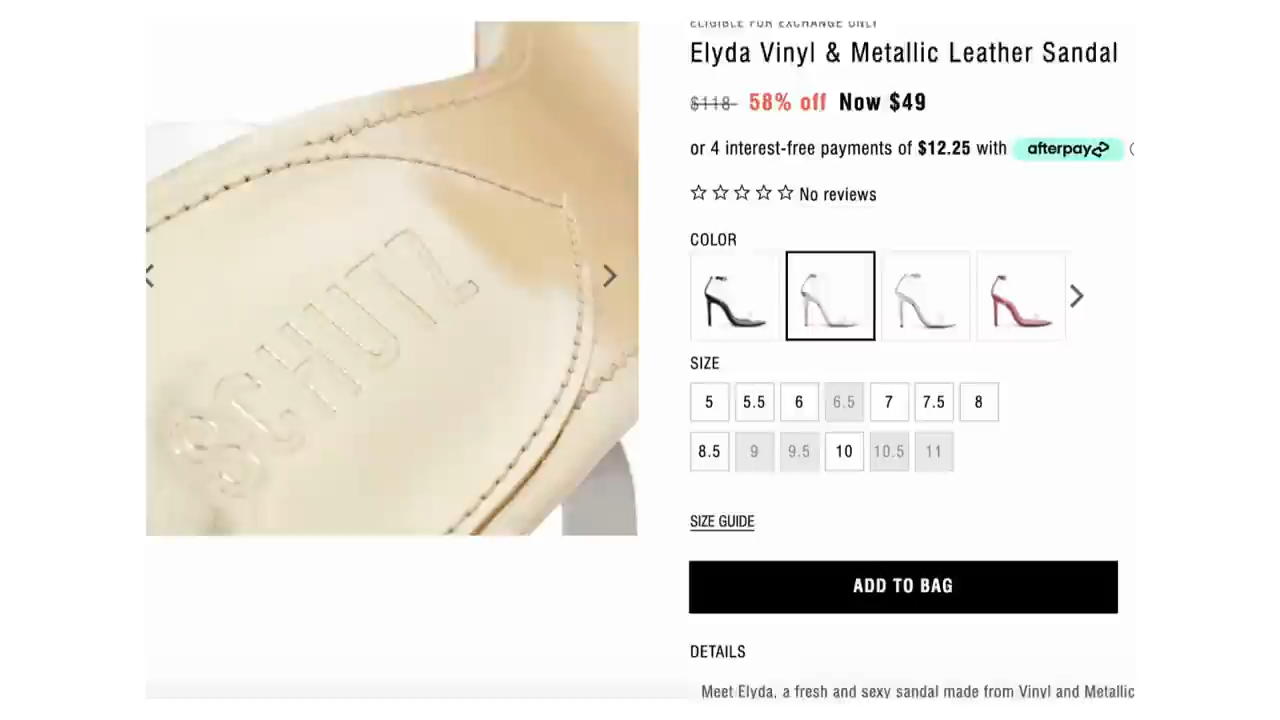 ELIGIBLE FOR EXCHANGE ONLY
Elyda Vinyl & Metallic Leather Sandal
$118 58% off Now $49
or 4 interest-free payments of $12.25 with afterpay
No reviews
COLOR
SIZE
5 5.5 6 6.5 7 7.5 8
8.5 9 9.5 10 10.5 11
SIZE GUIDE
ADD TO BAG
DETAILS
Meet Elyda, a fresh and sexy sandal made from Vinyl and Metallic
SCHUTZ